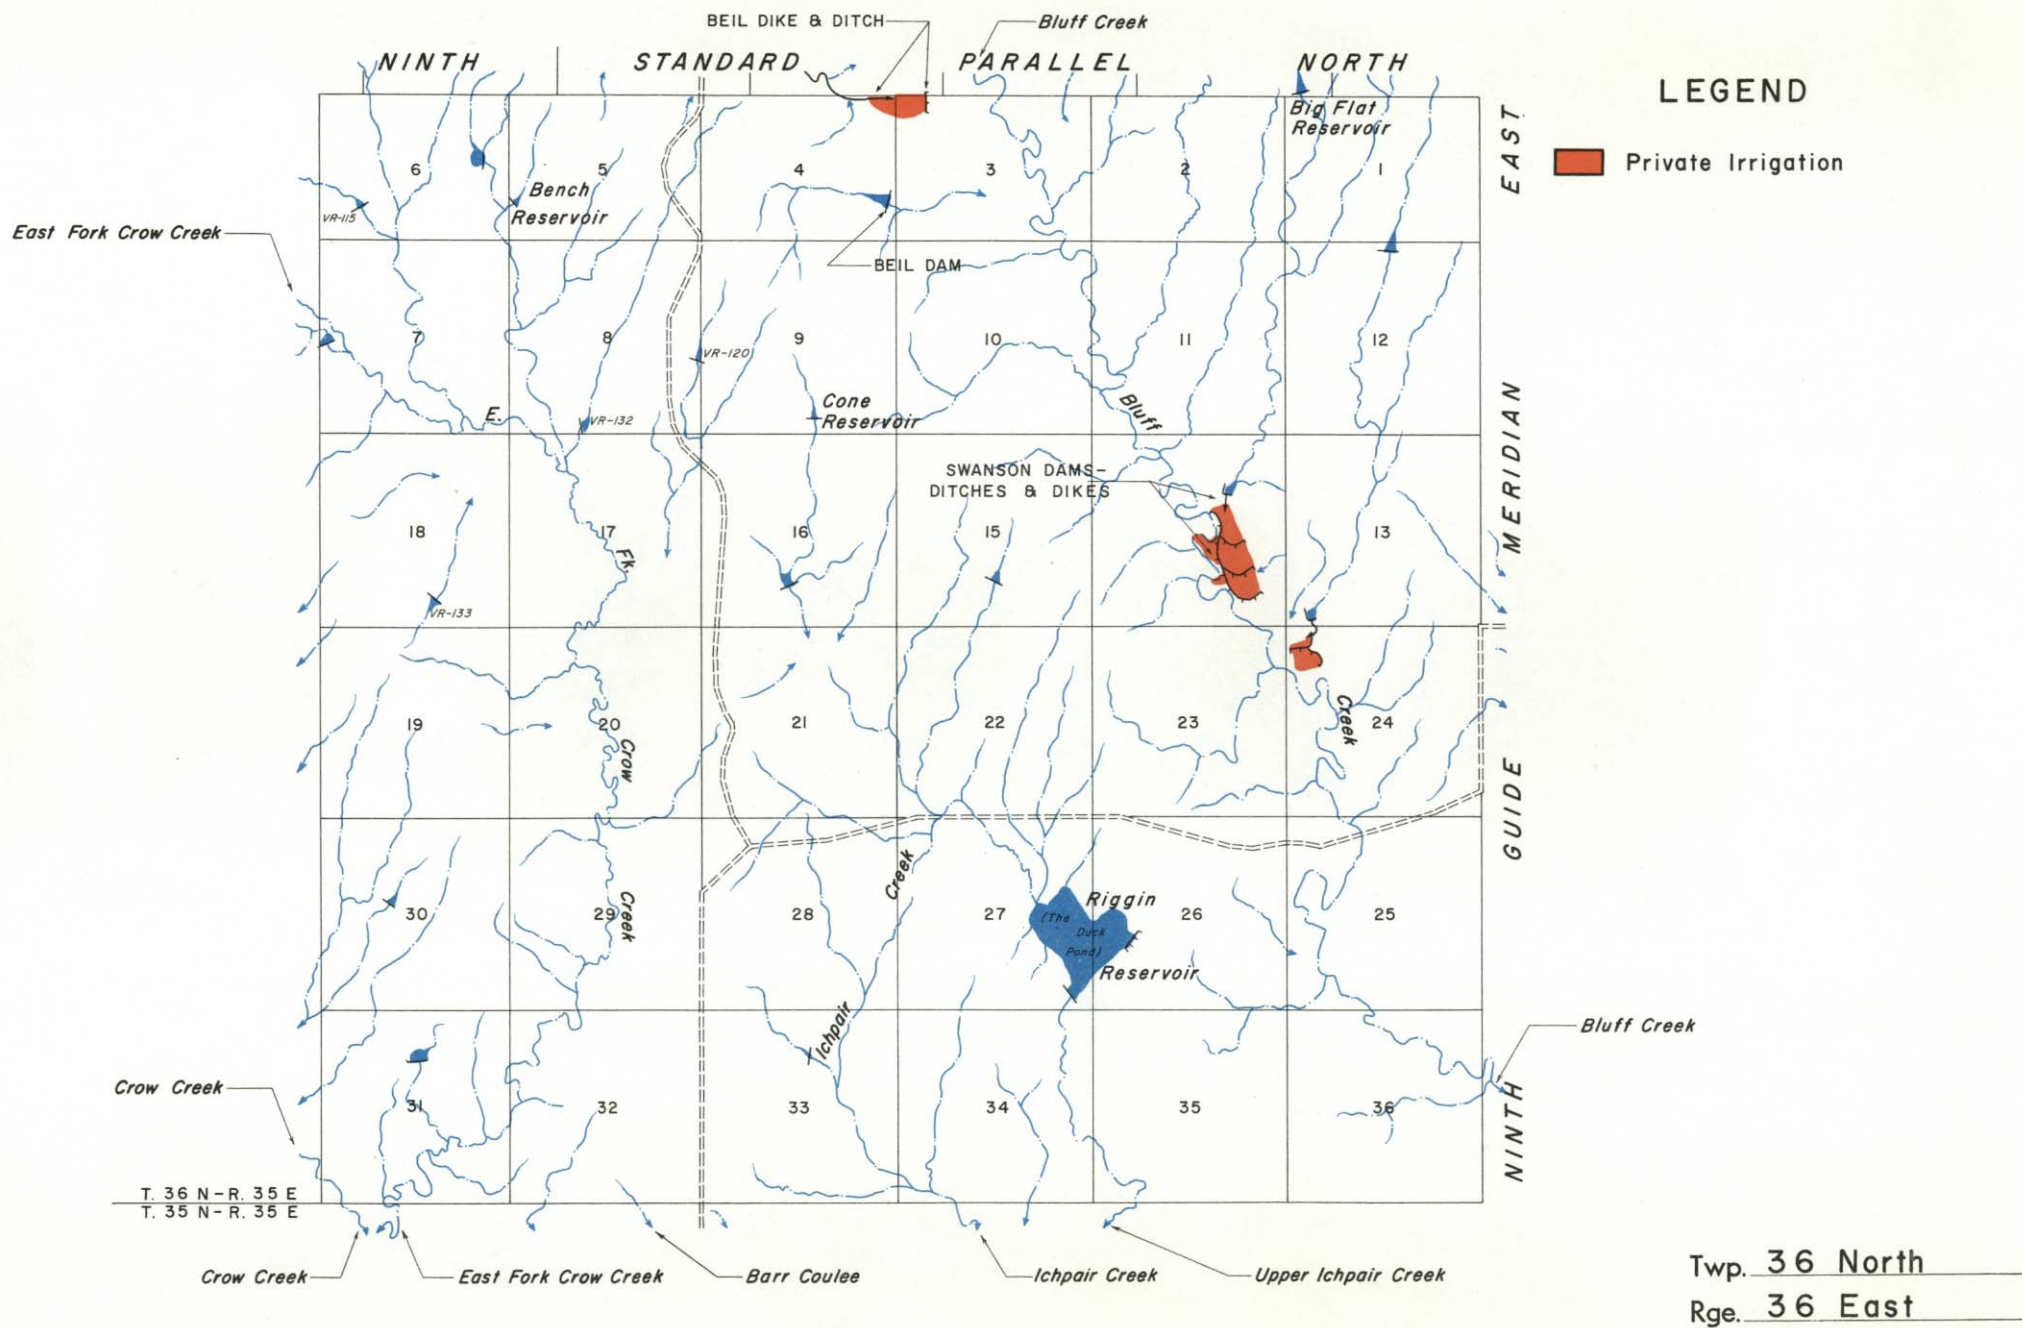 BEIL DIKE & DITCH
Bluff Creek
NINTH STANDARD PARALLEL NORTH
LEGEND
Private Irrigation
Big Flat
Reservoir
EAST
6 5 4 3 2 1
Bench
Reservoir
VR-115
East Fork Crow Creek
BEIL DAM
7 8 9 10 11 12
VR-120
Cone
Reservoir
E.
VR-132
Bluff
MERIDIAN
SWANSON DAMS-
DITCHES & DIKES
18 17 16 15 13
Fk.
VR-133
19 20 21 22 23 24
Crow
Creek
GUIDE
Creek
30 29 28 27 26 25
Creek
Riggin
(The
Duck
Pond)
Reservoir
Ichpair
Bluff Creek
Crow Creek
31 32 33 34 35 36
NINTH
T. 36 N-R. 35 E
T. 35 N-R. 35 E
Crow Creek
East Fork Crow Creek
Barr Coulee
Ichpair Creek
Upper Ichpair Creek
Twp. 36 North
Rge. 36 East